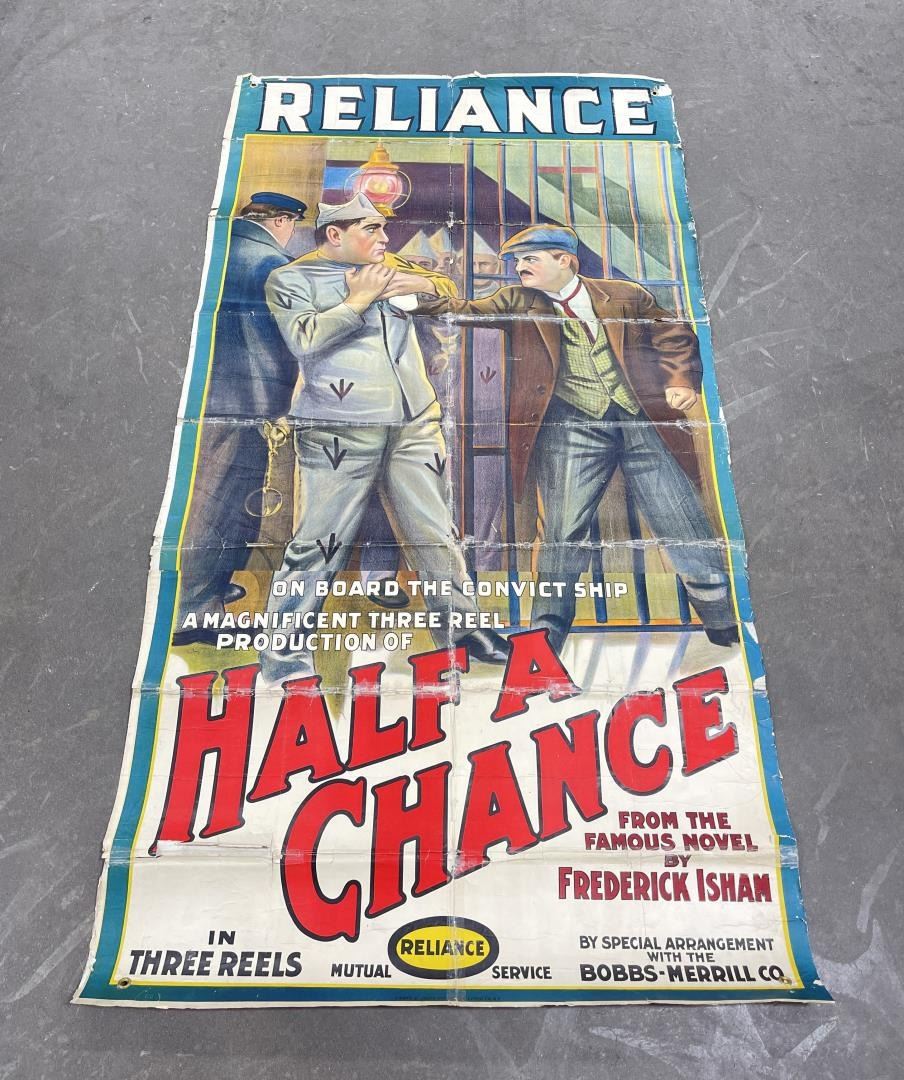 RELIANCE
ON BOARD THE CONVICT SHIP
A MAGNIFICENT THREE REEL
PRODUCTION OF
HALF A
CHANCE
FROM THE
FAMOUS NOVEL
BY
FREDERICK ISHAM
IN
THREE REELS
MUTUAL RELIANCE SERVICE
BY SPECIAL ARRANGEMENT
WITH THE
BOBBS-MERRILL CO.